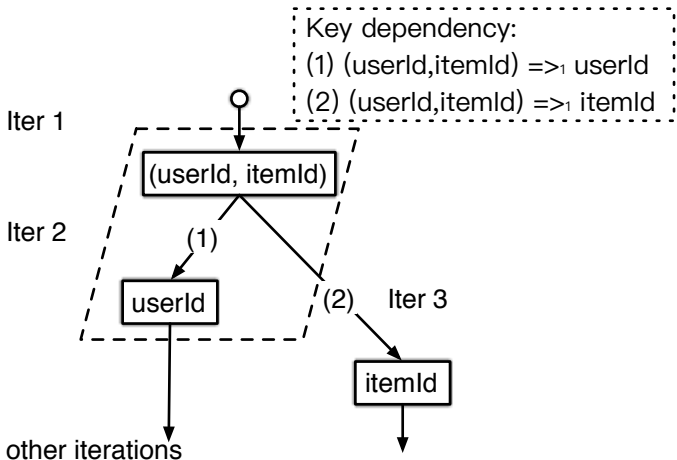 Key dependency:
(1) (userId,itemId) =>₁ userId
(2) (userId,itemId) =>₁ itemId
Iter 1
(userId, itemId)
Iter 2
(1)
userId
(2)
Iter 3
itemId
other iterations